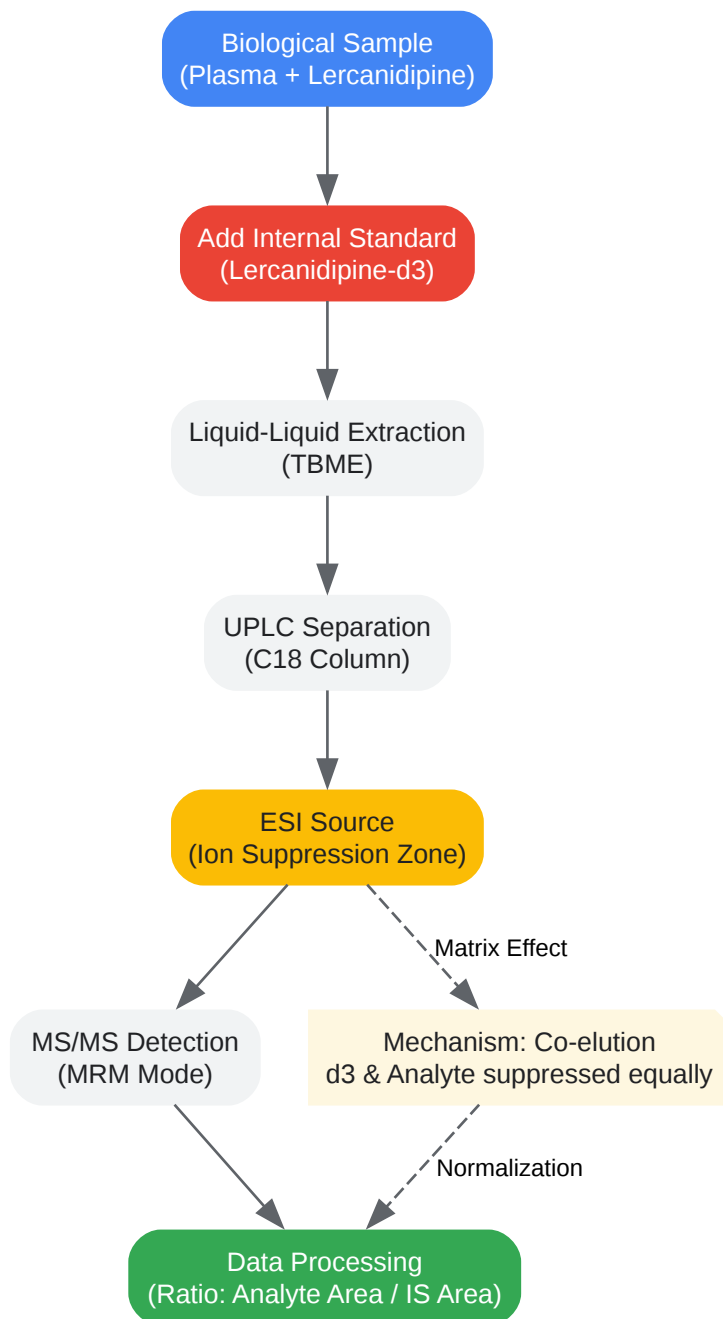 Biological Sample
(Plasma + Lercanidipine)
Add Internal Standard
(Lercanidipine-d3)
Liquid-Liquid Extraction
(TBME)
UPLC Separation
(C18 Column)
ESI Source
(Ion Suppression Zone)
Matrix Effect
MS/MS Detection
(MRM Mode)
Mechanism: Co-elution
d3 & Analyte suppressed equally
Normalization
Data Processing
(Ratio: Analyte Area / IS Area)